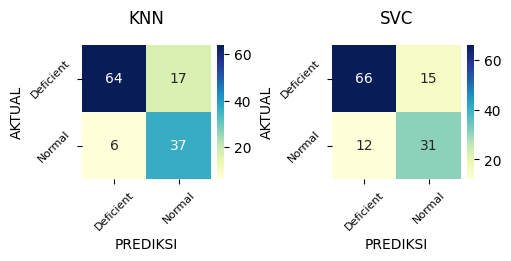 KNN
AKTUAL
Deficient
Normal
64
17
6
37
Deficient
Normal
PREDIKSI
60
40
20
SVC
AKTUAL
Deficient
Normal
66
15
12
31
Deficient
Normal
PREDIKSI
60
40
20